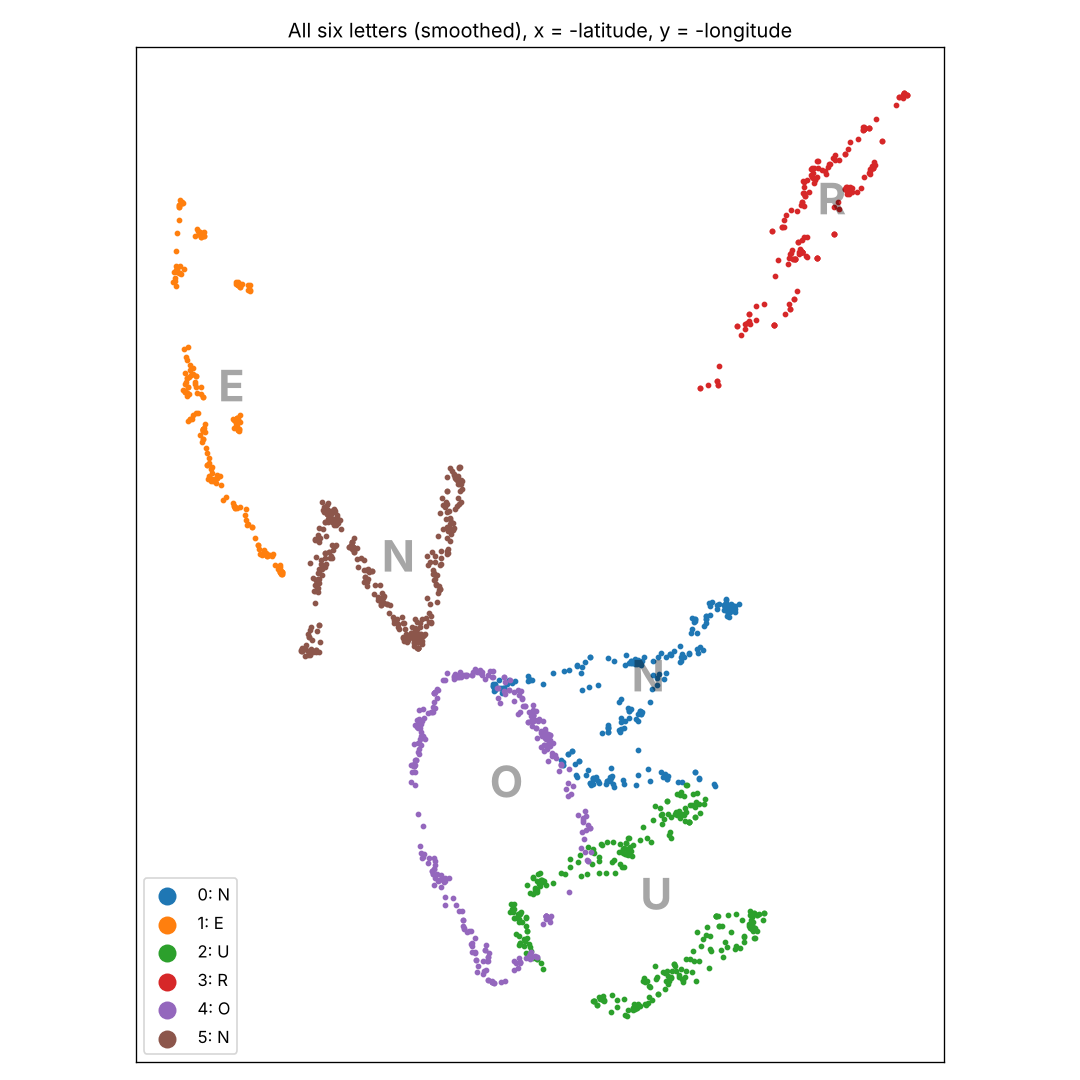 All six letters (smoothed), x = -latitude, y = -longitude
R
E
N
N
O
U
0: N
1: E
2: U
3: R
4: O
5: N